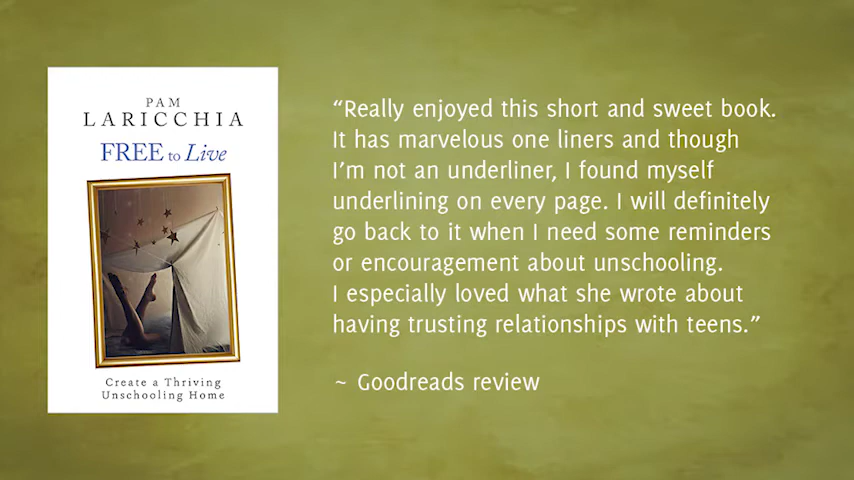 PAM
LARICCHIA
FREE to Live
Create a Thriving
Unschooling Home
“Really enjoyed this short and sweet book.
It has marvelous one liners and though
I’m not an underliner, I found myself
underlining on every page. I will definitely
go back to it when I need some reminders
or encouragement about unschooling.
I especially loved what she wrote about
having trusting relationships with teens.”
~ Goodreads review